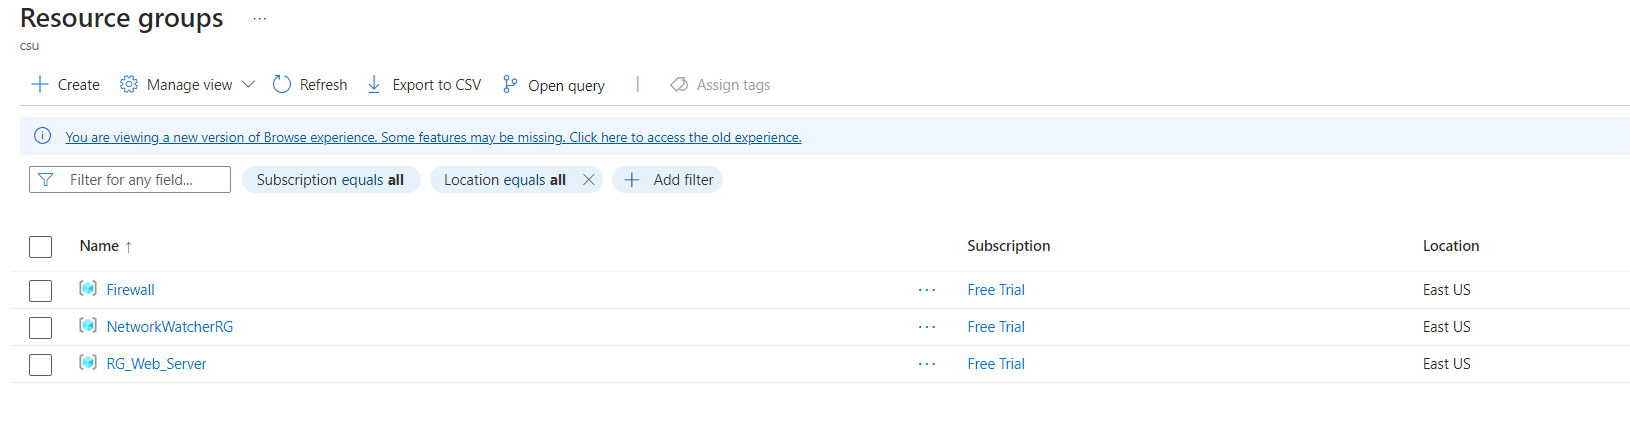 Resource groups ...
csu
Create Manage view Refresh Export to CSV Open query | Assign tags
You are viewing a new version of Browse experience. Some features may be missing. Click here to access the old experience.
Filter for any field... Subscription equals all Location equals all Add filter
Name ↑ Subscription Location
Firewall ... Free Trial East US
NetworkWatcherRG ... Free Trial East US
RG_Web_Server ... Free Trial East US